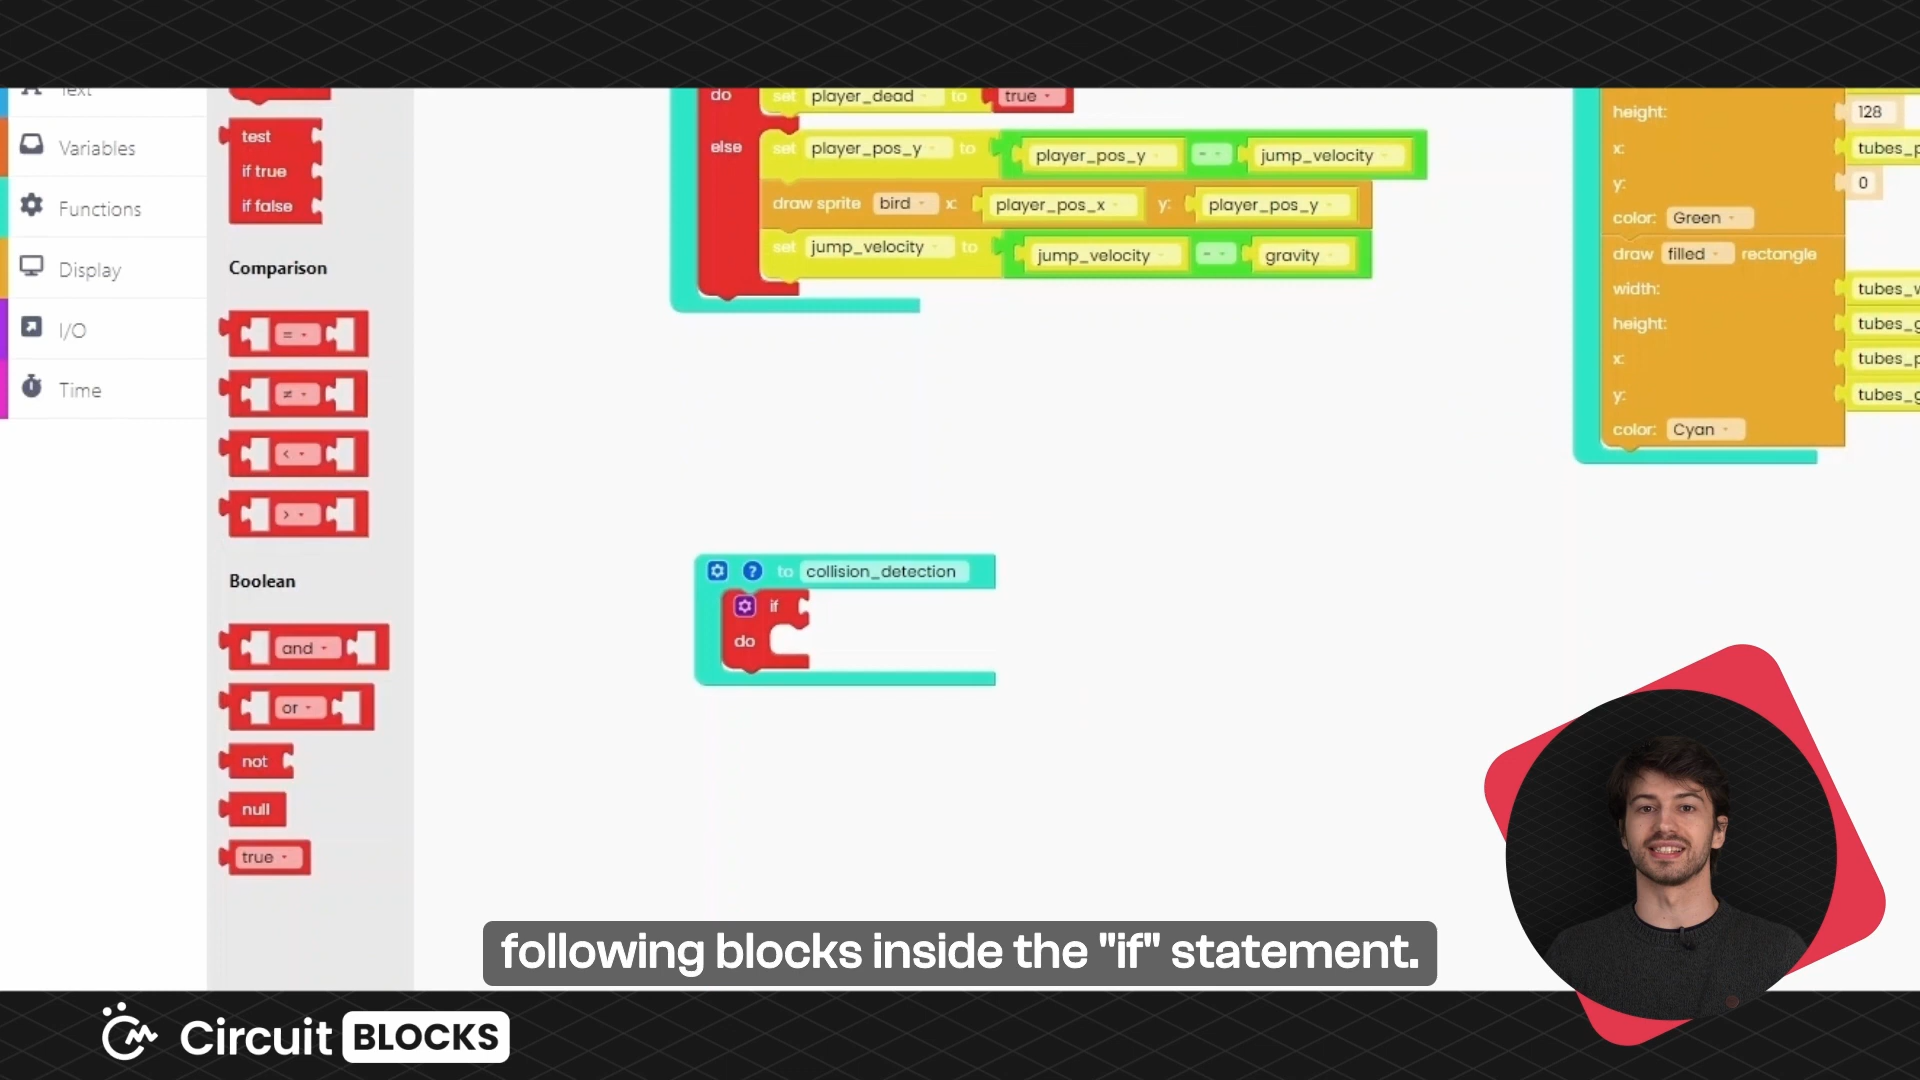 Text
Variables
Functions
Display
I/O
Time
test
if true
if false
Comparison
=
≠
<
>
Boolean
and
or
not
null
true
do set player_dead to true
else set player_pos_y to player_pos_y - jump_velocity
draw sprite bird x: player_pos_x y: player_pos_y
set jump_velocity to jump_velocity - gravity
to collision_detection
if
do
height: 128
x: tubes_p
y: 0
color: Green
draw filled rectangle
width: tubes_w
height: tubes_g
x: tubes_p
y: tubes_g
color: Cyan
following blocks inside the "if" statement.
Circuit BLOCKS